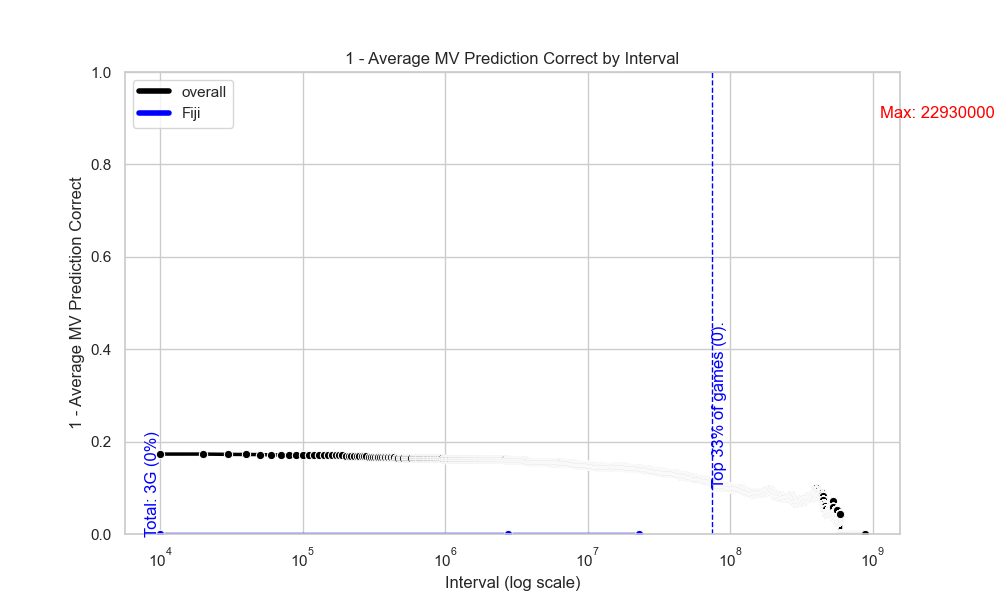 1 - Average MV Prediction Correct by Interval
overall
Fiji
Max: 22930000
1.0
0.8
0.6
0.4
0.2
0.0
1 - Average MV Prediction Correct
Total: 3G (0%)
Top 33% of games (0).
10^4
10^5
10^6
10^7
10^8
10^9
Interval (log scale)